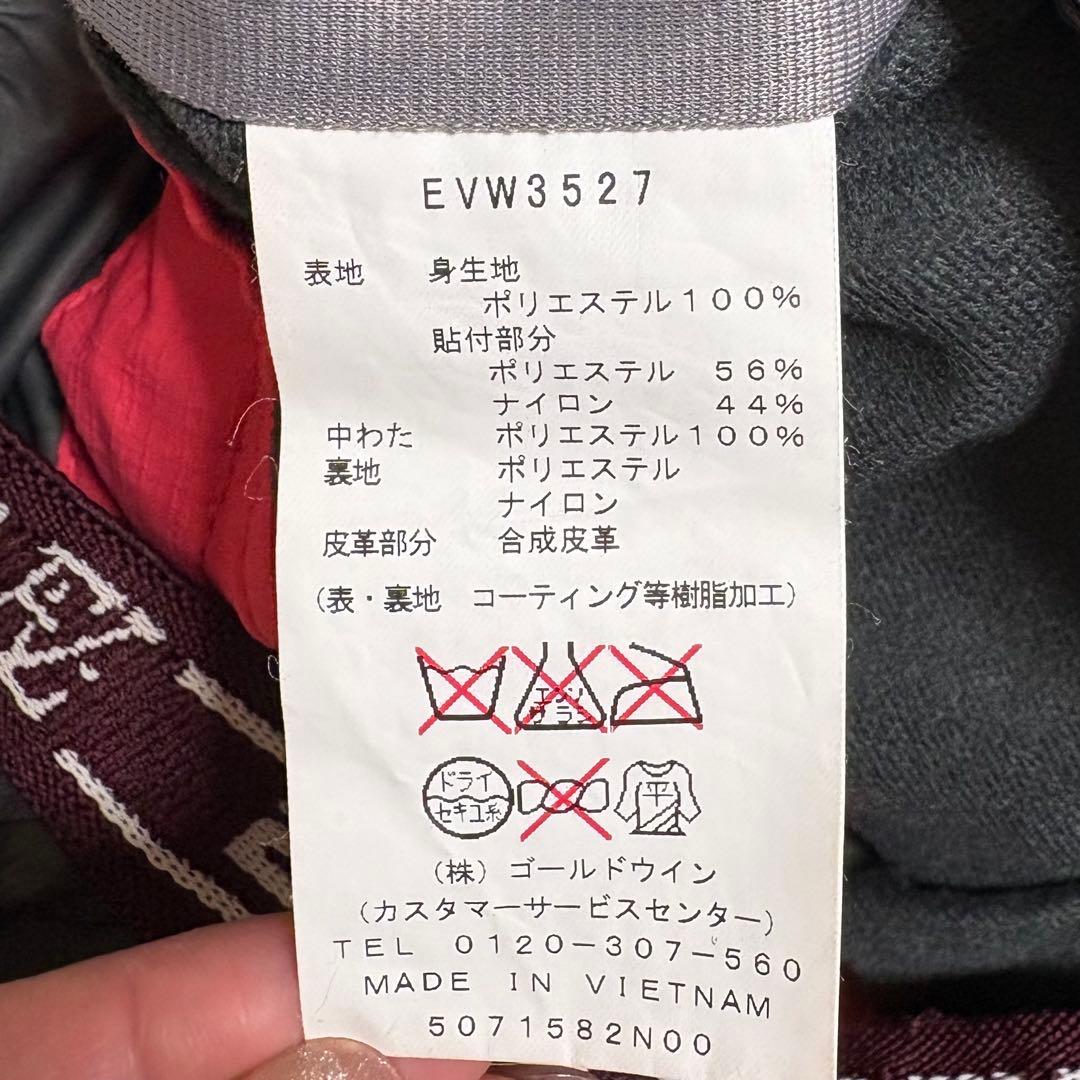 EVW3527
表地 身生地
ポリエステル100%
貼付部分
ポリエステル 56%
ナイロン 44%
中わた ポリエステル100%
裏地 ポリエステル
ナイロン
皮革部分 合成皮革
(表・裏地 コーティング等樹脂加工)
エンソ
サラシ
ドライ
セキユ系
平
(株)ゴールドウイン
(カスタマーサービスセンター)
TEL 0120-307-560
MADE IN VIETNAM
5071582N00